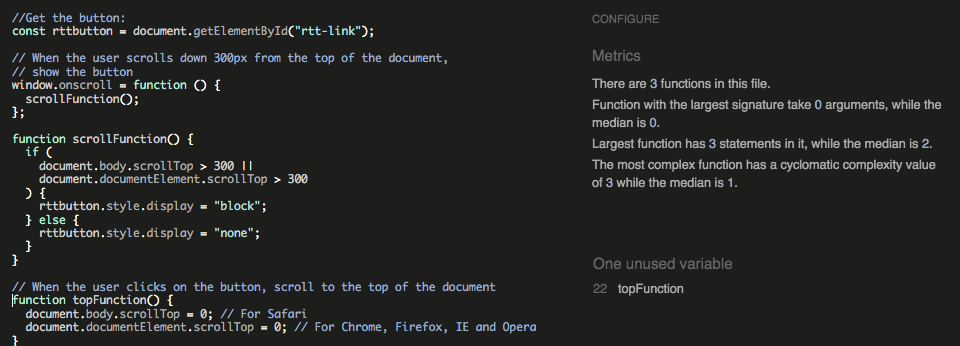 //Get the button:
const rttbutton = document.getElementById("rtt-link");
// When the user scrolls down 300px from the top of the document,
// show the button
window.onscroll = function () {
  scrollFunction();
};
function scrollFunction() {
  if (
    document.body.scrollTop > 300 ||
    document.documentElement.scrollTop > 300
  ) {
    rttbutton.style.display = "block";
  } else {
    rttbutton.style.display = "none";
  }
}
// When the user clicks on the button, scroll to the top of the document
function topFunction() {
  document.body.scrollTop = 0; // For Safari
  document.documentElement.scrollTop = 0; // For Chrome, Firefox, IE and Opera
}
CONFIGURE
Metrics
There are 3 functions in this file.
Function with the largest signature take 0 arguments, while the
median is 0.
Largest function has 3 statements in it, while the median is 2.
The most complex function has a cyclomatic complexity value
of 3 while the median is 1.
One unused variable
22 topFunction